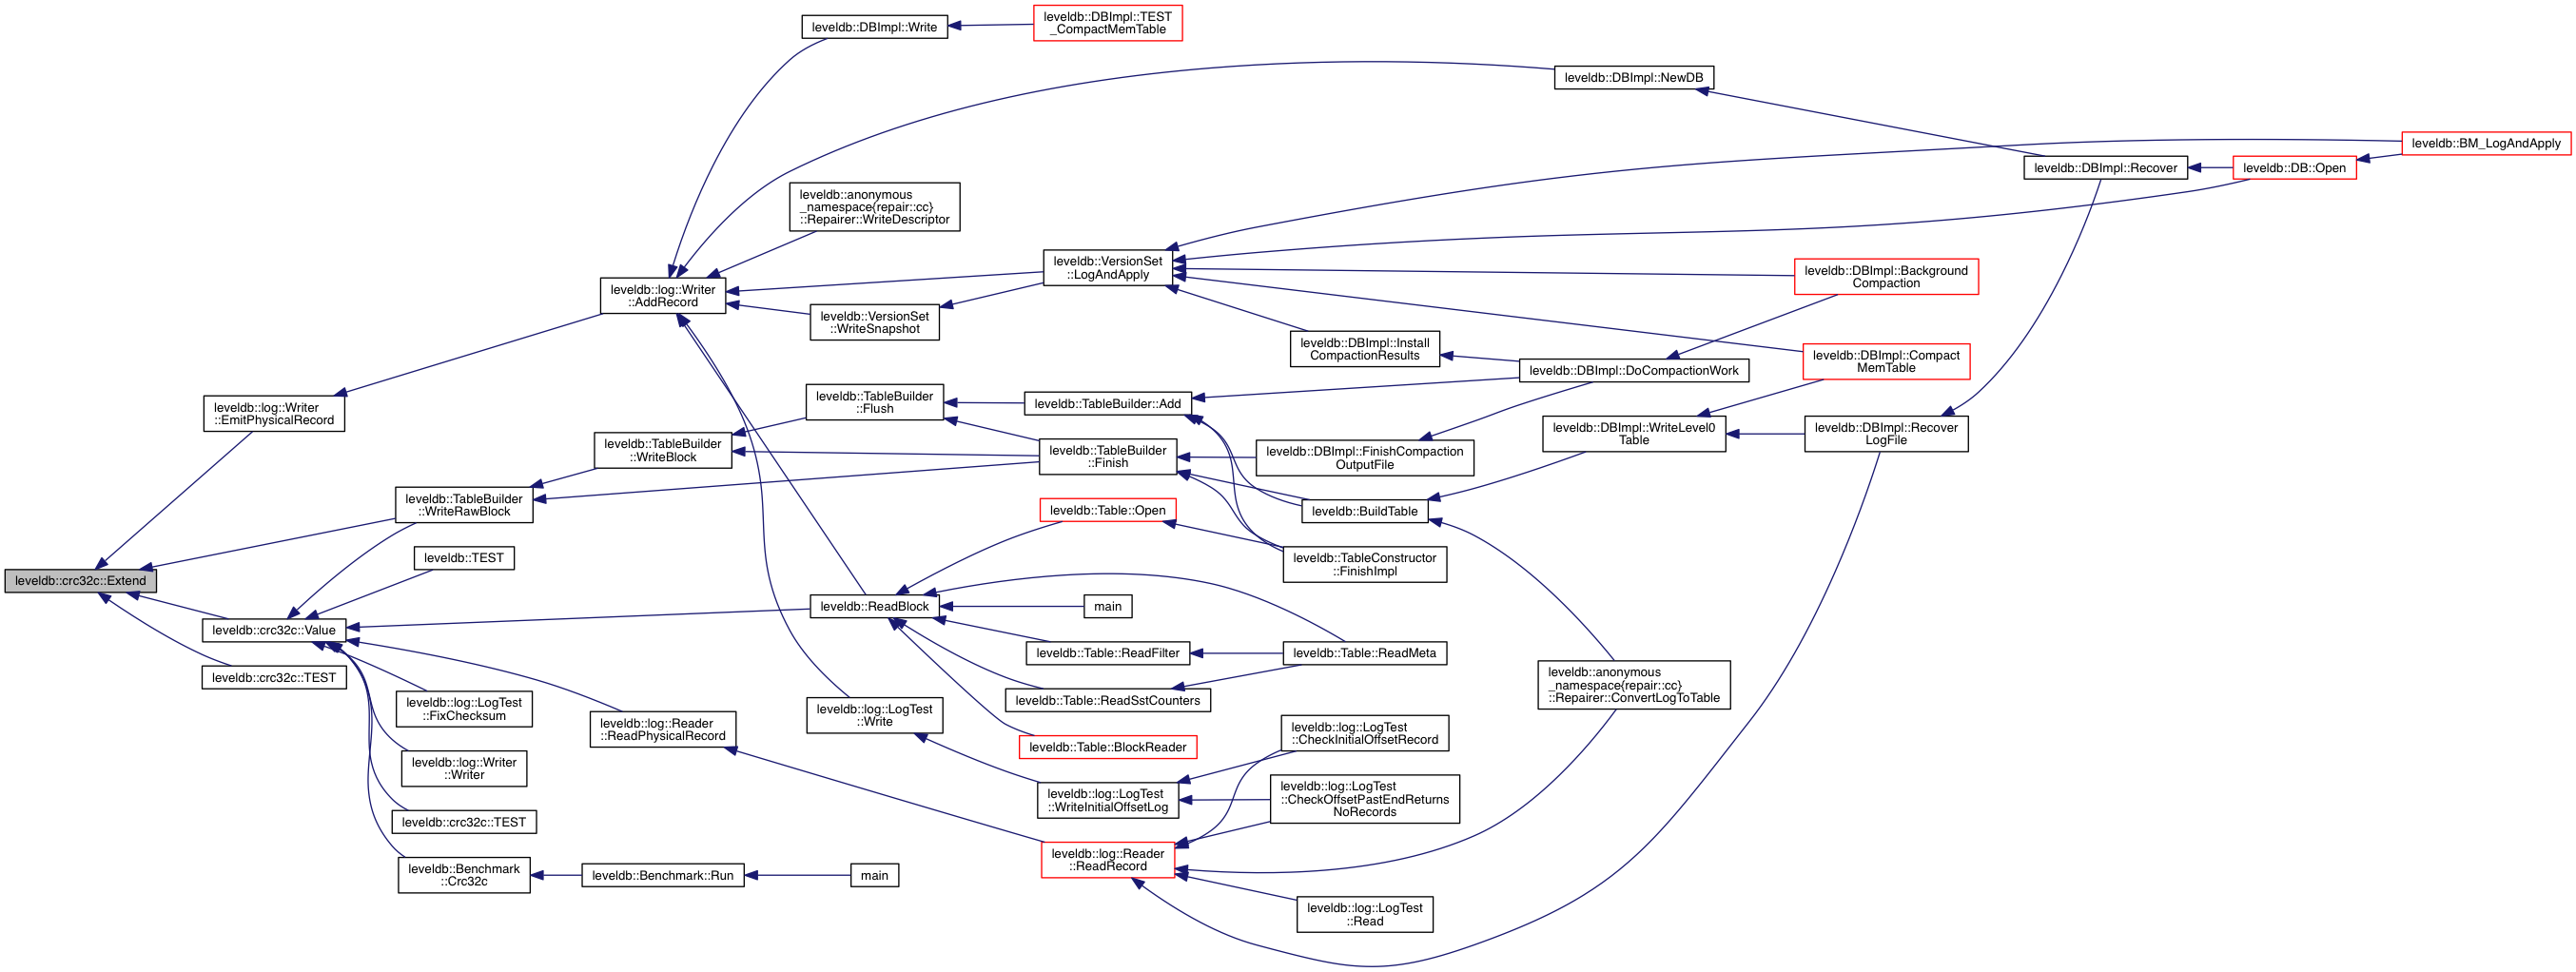 leveldb::DBImpl::Write
leveldb::DBImpl::TEST
_CompactMemTable
leveldb::DBImpl::NewDB
leveldb::BM_LogAndApply
leveldb::DBImpl::Recover
leveldb::DB::Open
leveldb::anonymous
_namespace{repair::cc}
::Repairer::WriteDescriptor
leveldb::VersionSet
::LogAndApply
leveldb::DBImpl::Background
Compaction
leveldb::log::Writer
::AddRecord
leveldb::VersionSet
::WriteSnapshot
leveldb::DBImpl::Install
CompactionResults
leveldb::DBImpl::Compact
MemTable
leveldb::DBImpl::DoCompactionWork
leveldb::TableBuilder
::Flush
leveldb::TableBuilder::Add
leveldb::log::Writer
::EmitPhysicalRecord
leveldb::DBImpl::WriteLevel0
Table
leveldb::DBImpl::Recover
LogFile
leveldb::TableBuilder
::WriteBlock
leveldb::TableBuilder
::Finish
leveldb::DBImpl::FinishCompaction
OutputFile
leveldb::TableBuilder
::WriteRawBlock
leveldb::Table::Open
leveldb::BuildTable
leveldb::TEST
leveldb::TableConstructor
::FinishImpl
leveldb::crc32c::Extend
leveldb::ReadBlock
main
leveldb::crc32c::Value
leveldb::Table::ReadFilter
leveldb::Table::ReadMeta
leveldb::crc32c::TEST
leveldb::anonymous
_namespace{repair::cc}
::Repairer::ConvertLogToTable
leveldb::Table::ReadSstCounters
leveldb::log::LogTest
::FixChecksum
leveldb::log::LogTest
::Write
leveldb::log::Reader
::ReadPhysicalRecord
leveldb::log::LogTest
::CheckInitialOffsetRecord
leveldb::Table::BlockReader
leveldb::log::Writer
::Writer
leveldb::log::LogTest
::WriteInitialOffsetLog
leveldb::log::LogTest
::CheckOffsetPastEndReturns
NoRecords
leveldb::crc32c::TEST
leveldb::log::Reader
::ReadRecord
leveldb::Benchmark
::Crc32c
leveldb::Benchmark::Run
main
leveldb::log::LogTest
::Read